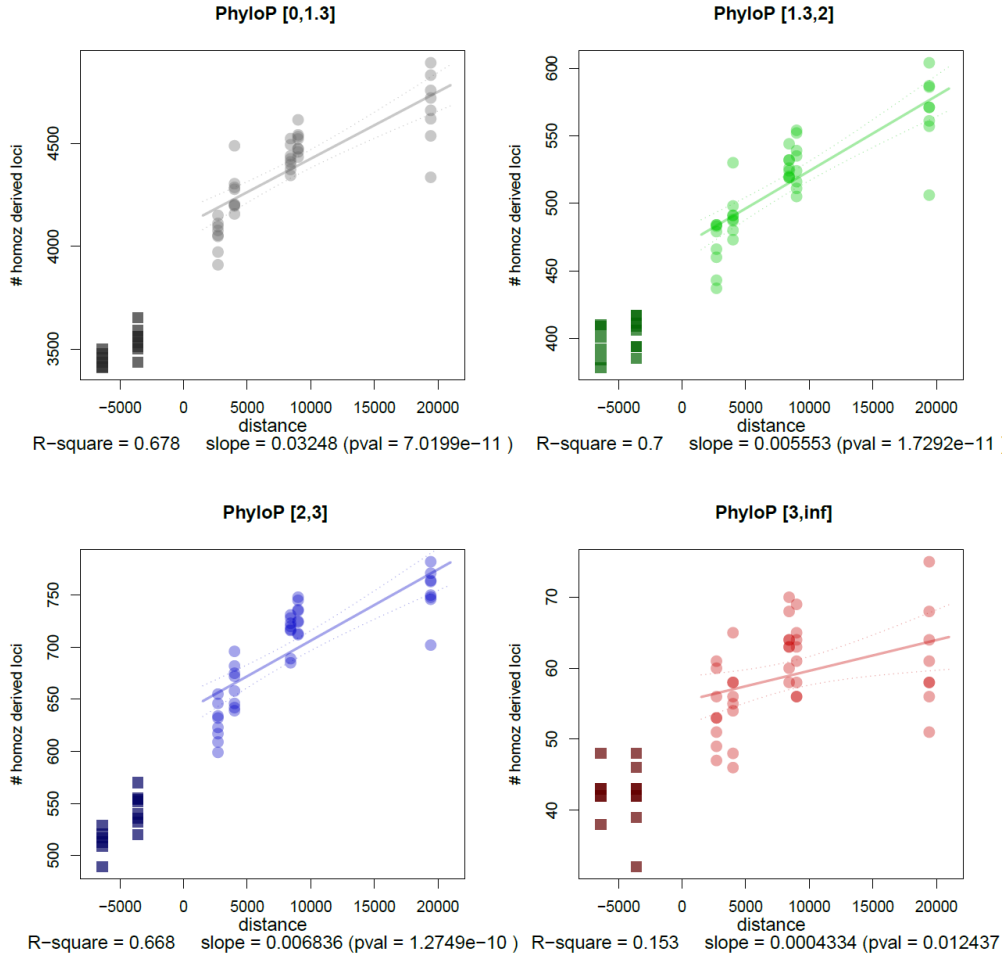 PhyloP [0,1.3]
# homoz derived loci
3500 4000 4500
−5000 0 5000 10000 15000 20000
distance
R−square = 0.678 slope = 0.03248 (pval = 7.0199e−11 )
PhyloP [1.3,2]
# homoz derived loci
400 450 500 550 600
−5000 0 5000 10000 15000 20000
distance
R−square = 0.7 slope = 0.005553 (pval = 1.7292e−11 )
PhyloP [2,3]
# homoz derived loci
500 550 600 650 700 750
−5000 0 5000 10000 15000 20000
distance
R−square = 0.668 slope = 0.006836 (pval = 1.2749e−10 )
PhyloP [3,inf]
# homoz derived loci
40 50 60 70
−5000 0 5000 10000 15000 20000
distance
R−square = 0.153 slope = 0.0004334 (pval = 0.012437